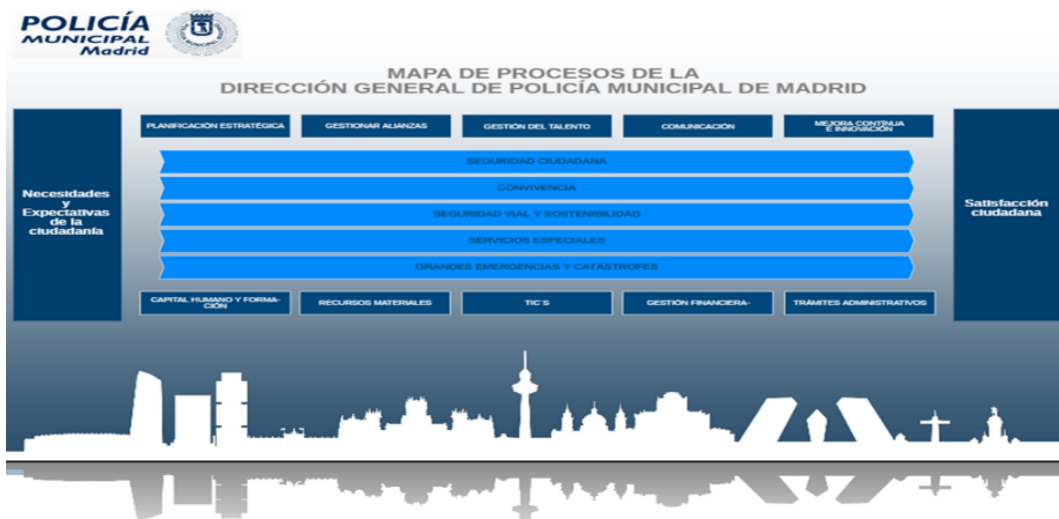 POLICÍA
MUNICIPAL
Madrid
MAPA DE PROCESOS DE LA
DIRECCIÓN GENERAL DE POLICÍA MUNICIPAL DE MADRID
Necesidades
y
Expectativas
de la
ciudadanía
PLANIFICACIÓN ESTRATÉGICA
GESTIONAR ALIANZAS
GESTIÓN DEL TALENTO
COMUNICACIÓN
MEJORA CONTÍNUA
E INNOVACIÓN
SEGURIDAD CIUDADANA
CONVIVENCIA
SEGURIDAD VIAL Y SOSTENIBILIDAD
SERVICIOS ESPECIALES
GRANDES EMERGENCIAS Y CATÁSTROFES
CAPITAL HUMANO Y FORMA-
CIÓN
RECURSOS MATERIALES
TIC´S
GESTIÓN FINANCIERA-
TRÁMITES ADMINISTRATIVOS
Satisfacción
ciudadana